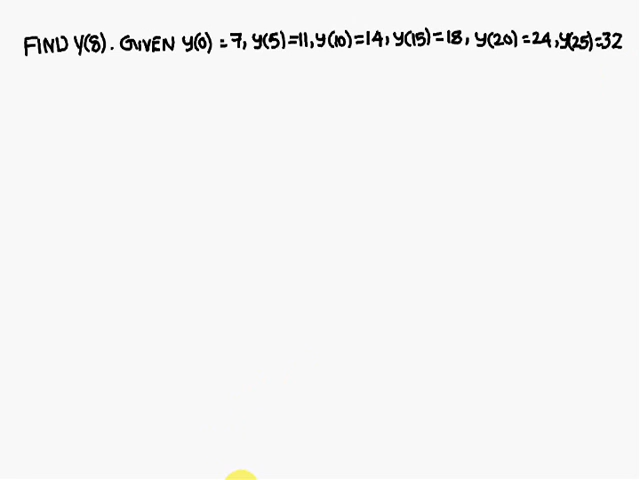 FIND Y(8). GIVEN Y(0) = 7, Y(5)=11, Y(10)=14, Y(15)=18, Y(20)=24, Y(25)=32